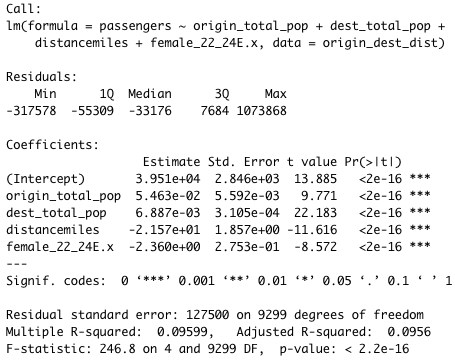 Call:
lm(formula = passengers ~ origin_total_pop + dest_total_pop +
    distancemiles + female_22_24E.x, data = origin_dest_dist)
Residuals:
    Min      1Q  Median      3Q     Max
-317578  -55309  -33176    7684 1073868
Coefficients:
                   Estimate Std. Error t value Pr(>|t|)
(Intercept)       3.951e+04  2.846e+03  13.885   <2e-16 ***
origin_total_pop  5.463e-02  5.592e-03   9.771   <2e-16 ***
dest_total_pop    6.887e-03  3.105e-04  22.183   <2e-16 ***
distancemiles    -2.157e+01  1.857e+00 -11.616   <2e-16 ***
female_22_24E.x  -2.360e+00  2.753e-01  -8.572   <2e-16 ***
---
Signif. codes:  0 ‘***’ 0.001 ‘**’ 0.01 ‘*’ 0.05 ‘.’ 0.1 ‘ ’ 1
Residual standard error: 127500 on 9299 degrees of freedom
Multiple R-squared:  0.09599,   Adjusted R-squared:  0.0956
F-statistic: 246.8 on 4 and 9299 DF,  p-value: < 2.2e-16